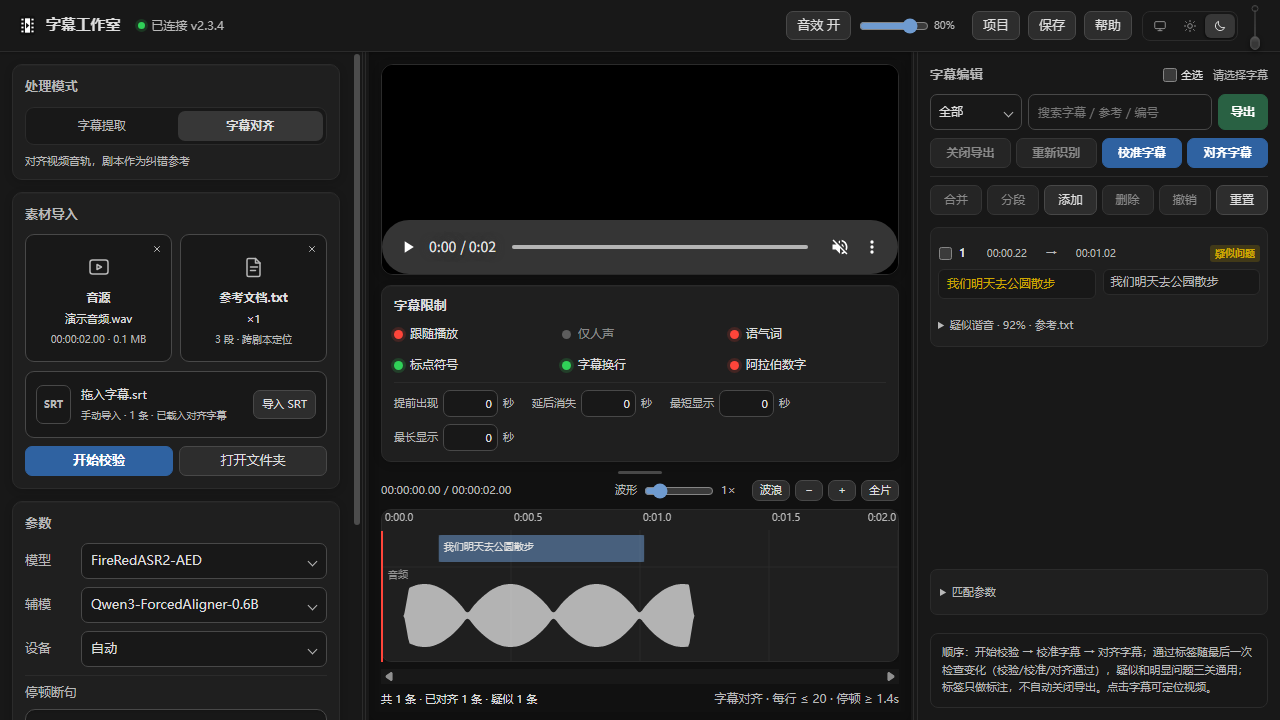 字幕工作室
已连接 v2.3.4
音效 开
80%
项目
保存
帮助
处理模式
字幕提取
字幕对齐
对齐视频音轨，剧本作为纠错参考
素材导入
×
音源
演示音频.wav
00:00:02.00 · 0.1 MB
×
参考文档.txt
×1
3 段 · 跨剧本定位
SRT
拖入字幕.srt
手动导入 · 1 条 · 已载入对齐字幕
导入 SRT
开始校验
打开文件夹
参数
模型
FireRedASR2-AED
辅模
Qwen3-ForcedAligner-0.6B
设备
自动
停顿断句
0:00 / 0:02
字幕限制
跟随播放
仅人声
语气词
标点符号
字幕换行
阿拉伯数字
提前出现 0 秒
延后消失 0 秒
最短显示 0 秒
最长显示 0 秒
00:00:00.00 / 00:00:02.00
波形
1×
波浪
−
+
全片
0:00.0
0:00.5
0:01.0
0:01.5
0:02.0
我们明天去公圆散步
音频
共 1 条 · 已对齐 1 条 · 疑似 1 条
字幕对齐 · 每行 ≤ 20 · 停顿 ≥ 1.4s
字幕编辑
全选
请选择字幕
全部
搜索字幕 / 参考 / 编号
导出
关闭导出
重新识别
校准字幕
对齐字幕
合并
分段
添加
删除
撤销
重置
1
00:00.22
→
00:01.02
疑似问题
我们明天去公圆散步
我们明天去公园散步
疑似谐音 · 92% · 参考.txt
匹配参数
顺序：开始校验 → 校准字幕 → 对齐字幕；通过标签随最后一次
检查变化（校验/校准/对齐通过），疑似和明显问题三关通用；
标签只做标注，不自动关闭导出。点击字幕可定位视频。